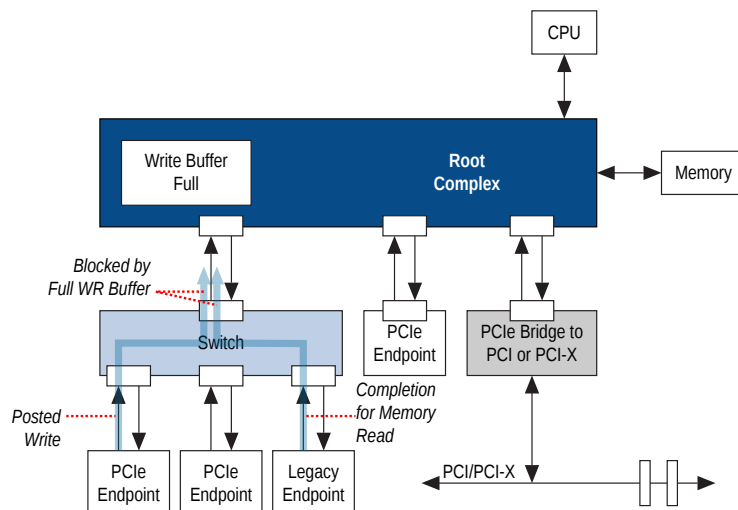 CPU
Write Buffer
Full
Root
Complex
Memory
Blocked by
Full WR Buffer
Switch
PCIe
Endpoint
PCIe Bridge to
PCI or PCI-X
Posted
Write
Completion
for Memory
Read
PCIe
Endpoint
PCIe
Endpoint
Legacy
Endpoint
PCI/PCI-X